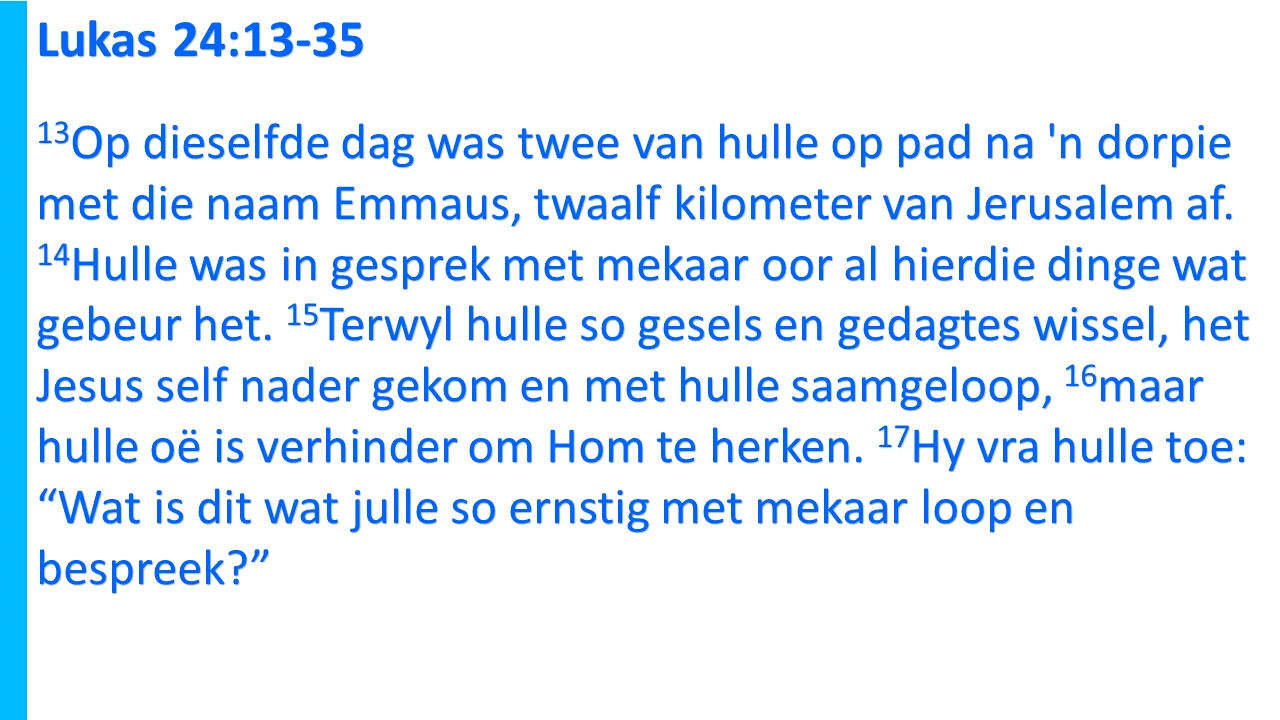 Lukas 24:13-35
¹³Op dieselfde dag was twee van hulle op pad na 'n dorpie
met die naam Emmaus, twaalf kilometer van Jerusalem af.
¹⁴Hulle was in gesprek met mekaar oor al hierdie dinge wat
gebeur het. ¹⁵Terwyl hulle so gesels en gedagtes wissel, het
Jesus self nader gekom en met hulle saamgeloop, ¹⁶maar
hulle oë is verhinder om Hom te herken. ¹⁷Hy vra hulle toe:
“Wat is dit wat julle so ernstig met mekaar loop en
bespreek?”